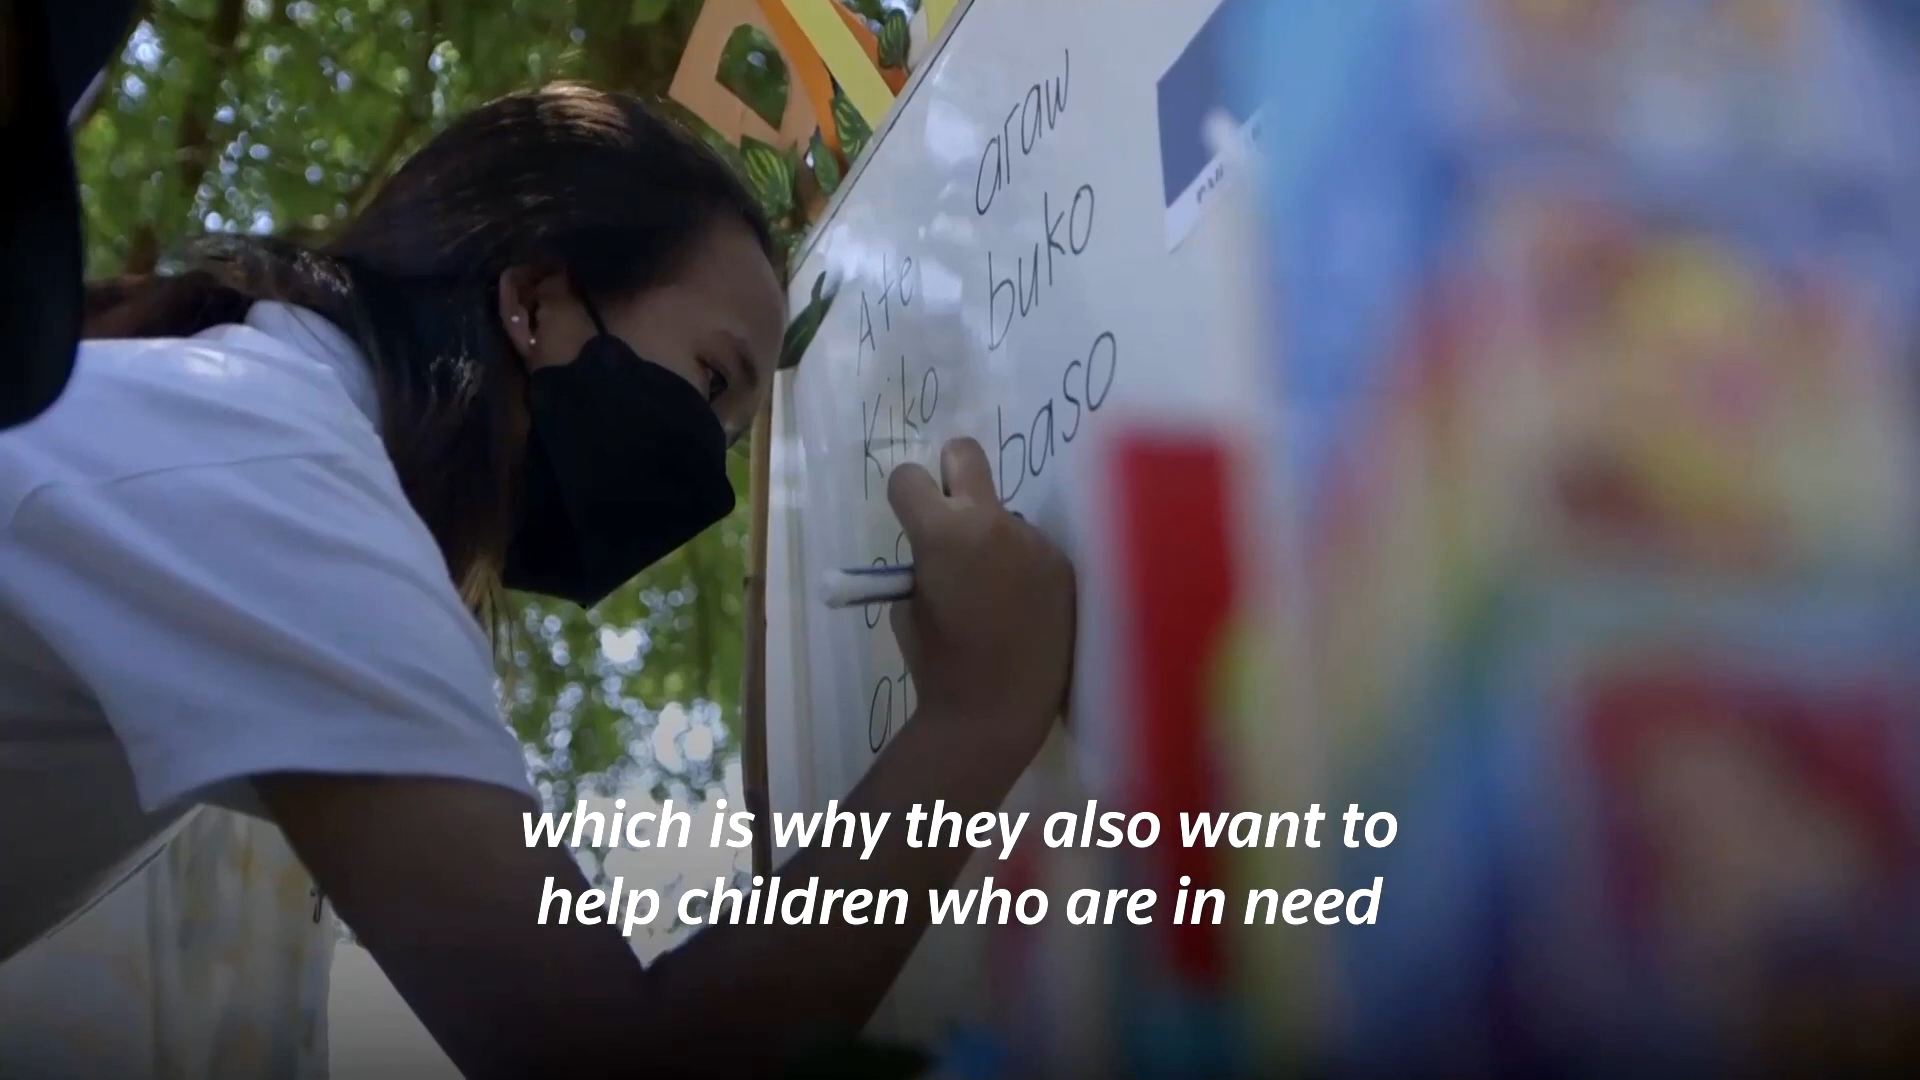 araw
buko
baso
Ate
Kiko
which is why they also want to
help children who are in need